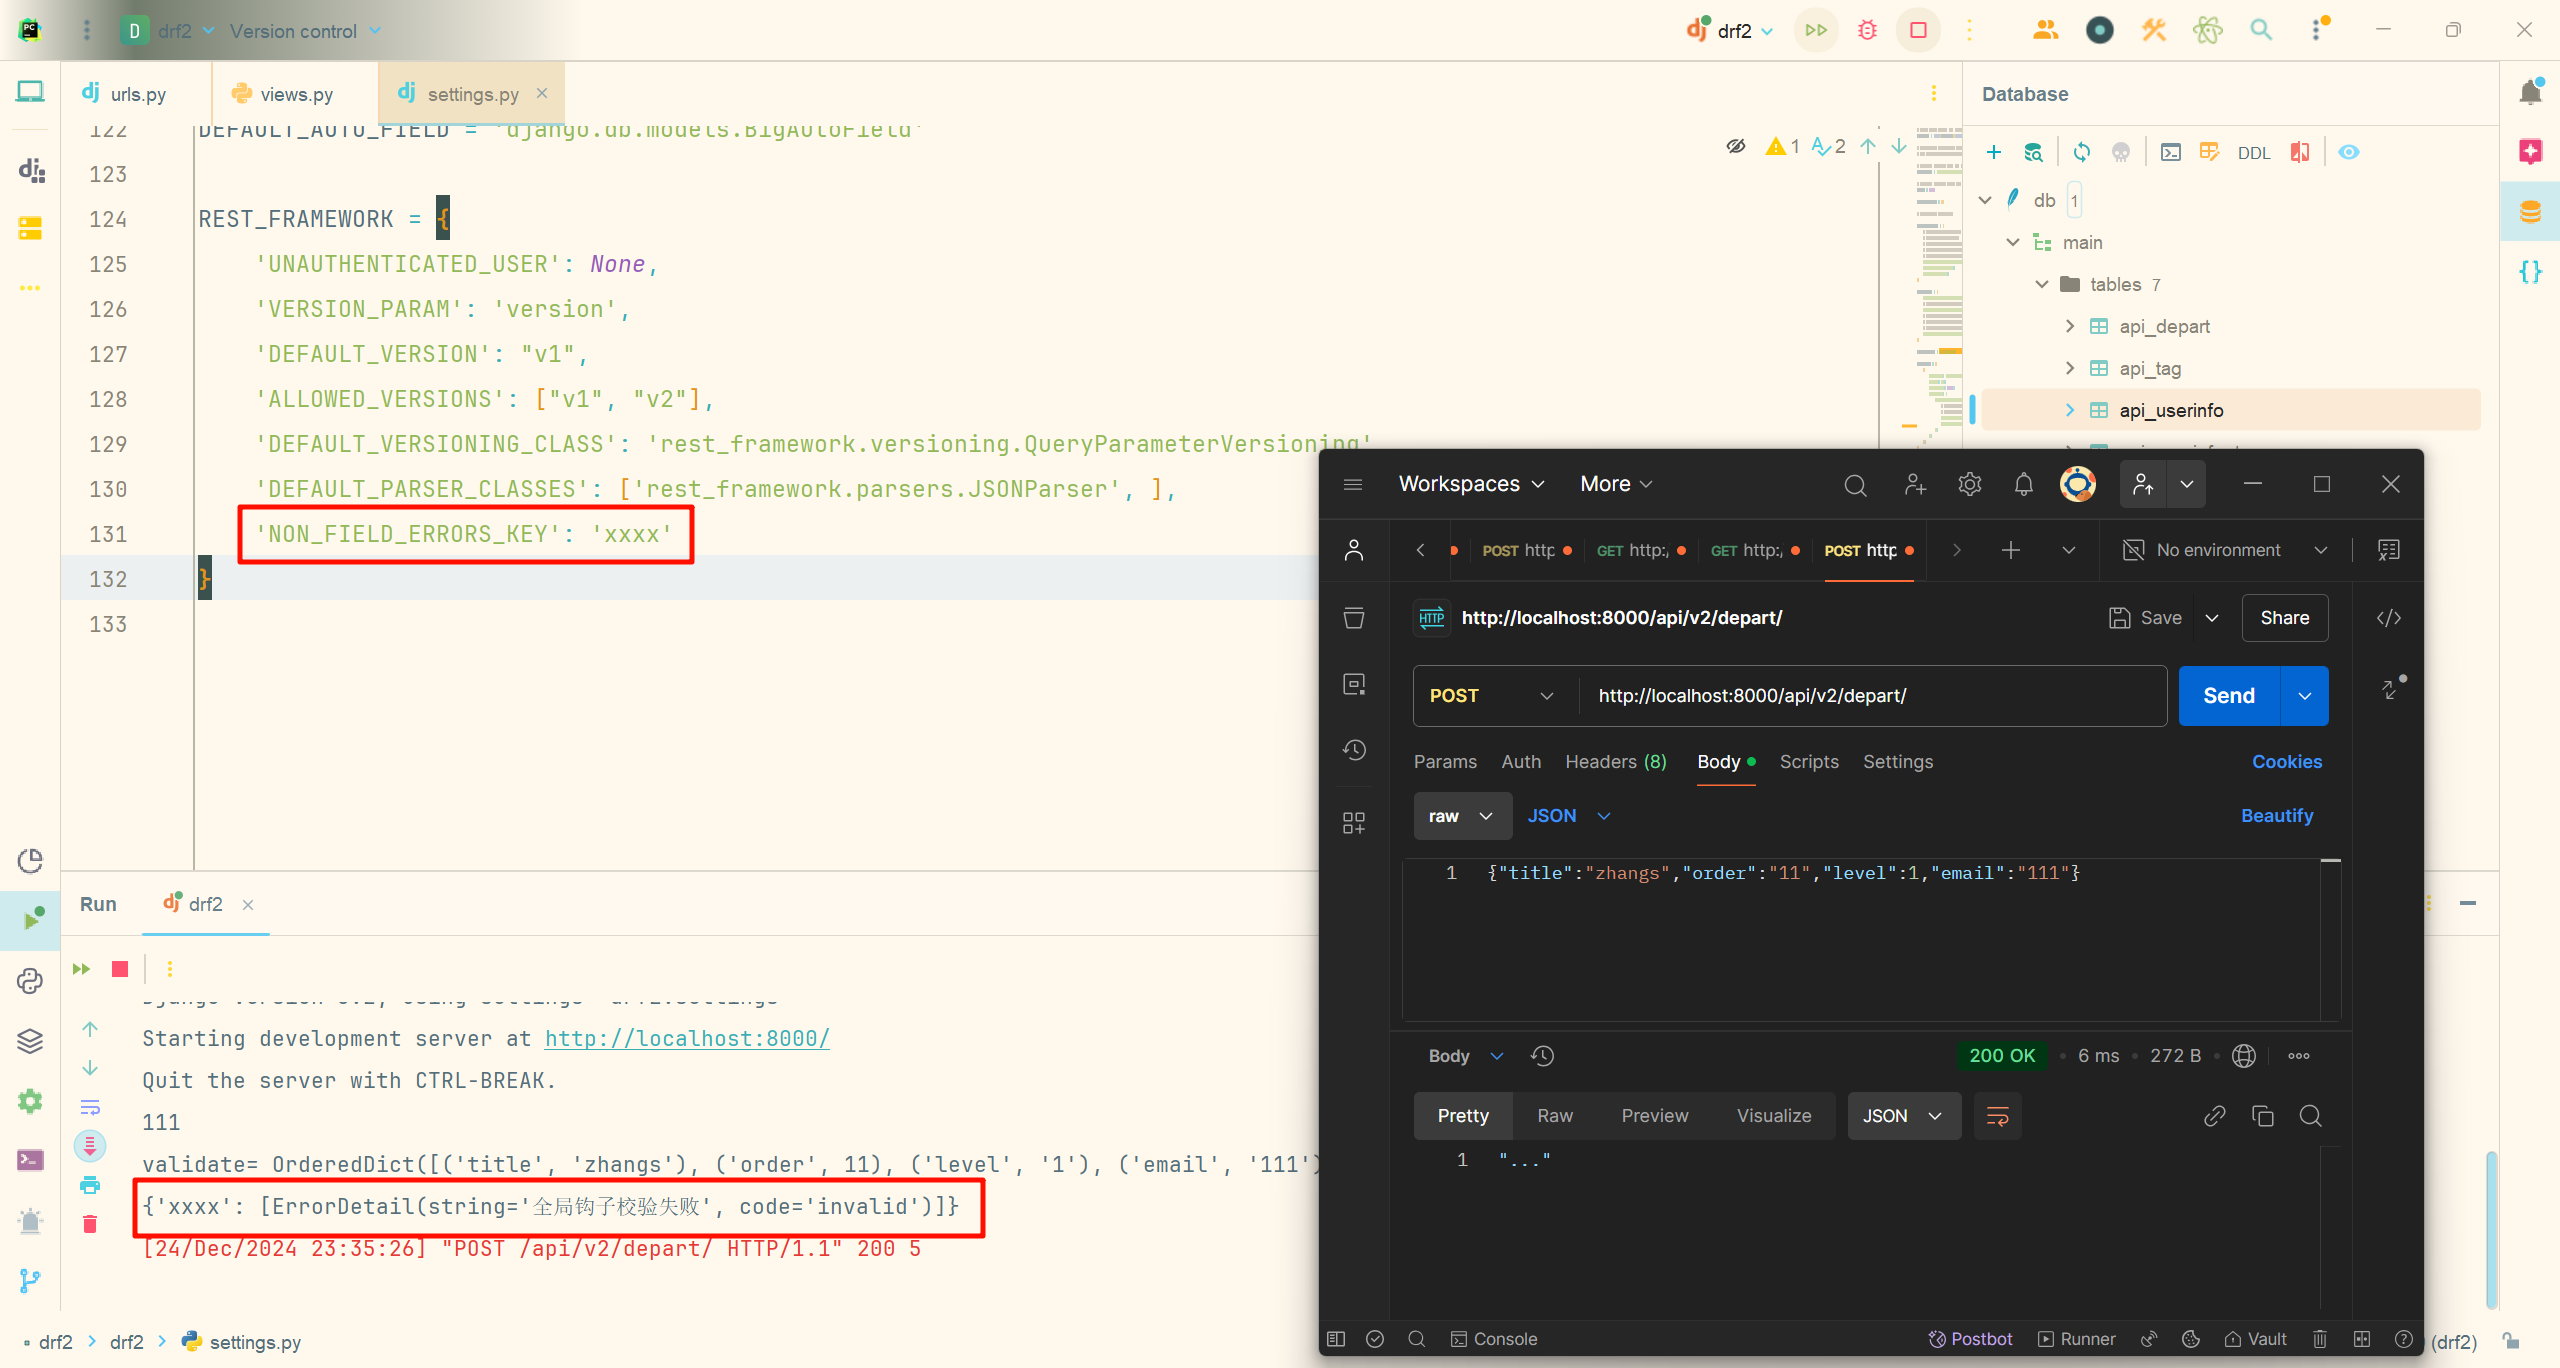 D drf2 Version control drf2
urls.py views.py settings.py
122 DEFAULT_AUTO_FIELD = 'django.db.models.BigAutoField'
1 2
123
124 REST_FRAMEWORK = {
125 'UNAUTHENTICATED_USER': None,
126 'VERSION_PARAM': 'version',
127 'DEFAULT_VERSION': "v1",
128 'ALLOWED_VERSIONS': ["v1", "v2"],
129 'DEFAULT_VERSIONING_CLASS': 'rest_framework.versioning.QueryParameterVersioning'
130 'DEFAULT_PARSER_CLASSES': ['rest_framework.parsers.JSONParser', ],
131 'NON_FIELD_ERRORS_KEY': 'xxxx'
132 }
133
Database
DDL
db 1
main
tables 7
api_depart
api_tag
api_userinfo
Run drf2
Starting development server at http://localhost:8000/
Quit the server with CTRL-BREAK.
111
validate= OrderedDict([('title', 'zhangs'), ('order', 11), ('level', '1'), ('email', '111')
{'xxxx': [ErrorDetail(string='全局钩子校验失败', code='invalid')]}
[24/Dec/2024 23:35:26] "POST /api/v2/depart/ HTTP/1.1" 200 5
drf2 drf2 settings.py
Workspaces More
POST http GET http:/ GET http:/ POST http No environment
HTTP http://localhost:8000/api/v2/depart/ Save Share
POST http://localhost:8000/api/v2/depart/ Send
Params Auth Headers (8) Body Scripts Settings Cookies
raw JSON Beautify
1 {"title":"zhangs","order":"11","level":1,"email":"111"}
Body 200 OK 6 ms 272 B
Pretty Raw Preview Visualize JSON
1 "..."
Console Postbot Runner Vault
(drf2)